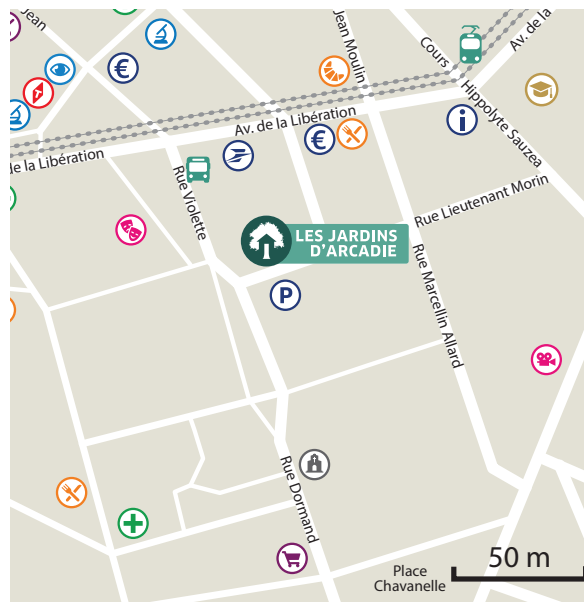 Jean
Jean Moulin
Cours
Hippolyte Sauzea
Av. de la
€
Av. de la Libération
i
€
de la Libération
Rue Violette
Rue Lieutenant Morin
LES JARDINS
D'ARCADIE
P
Rue Marcellin Allard
Rue Dormand
50 m
Place
Chavanelle